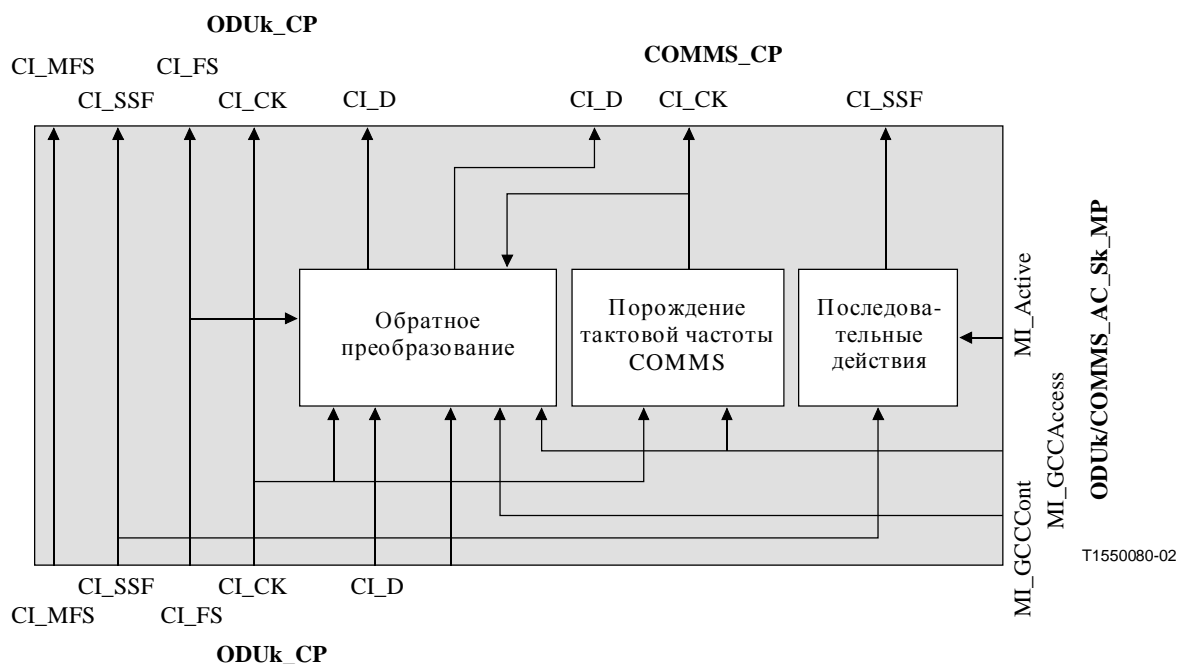 ODUk_CP
COMMS_CP
CI_MFS CI_FS
CI_SSF CI_CK CI_D CI_D CI_CK CI_SSF
Обратное
преобразование
Порождение
тактовой частоты
COMMS
Последова-
тельные
действия
MI_Active
MI_GCCAccess
MI_GCCCont
ODUk/COMMS_AC_Sk_MP
T1550080-02
CI_SSF CI_CK CI_D
CI_MFS CI_FS
ODUk_CP